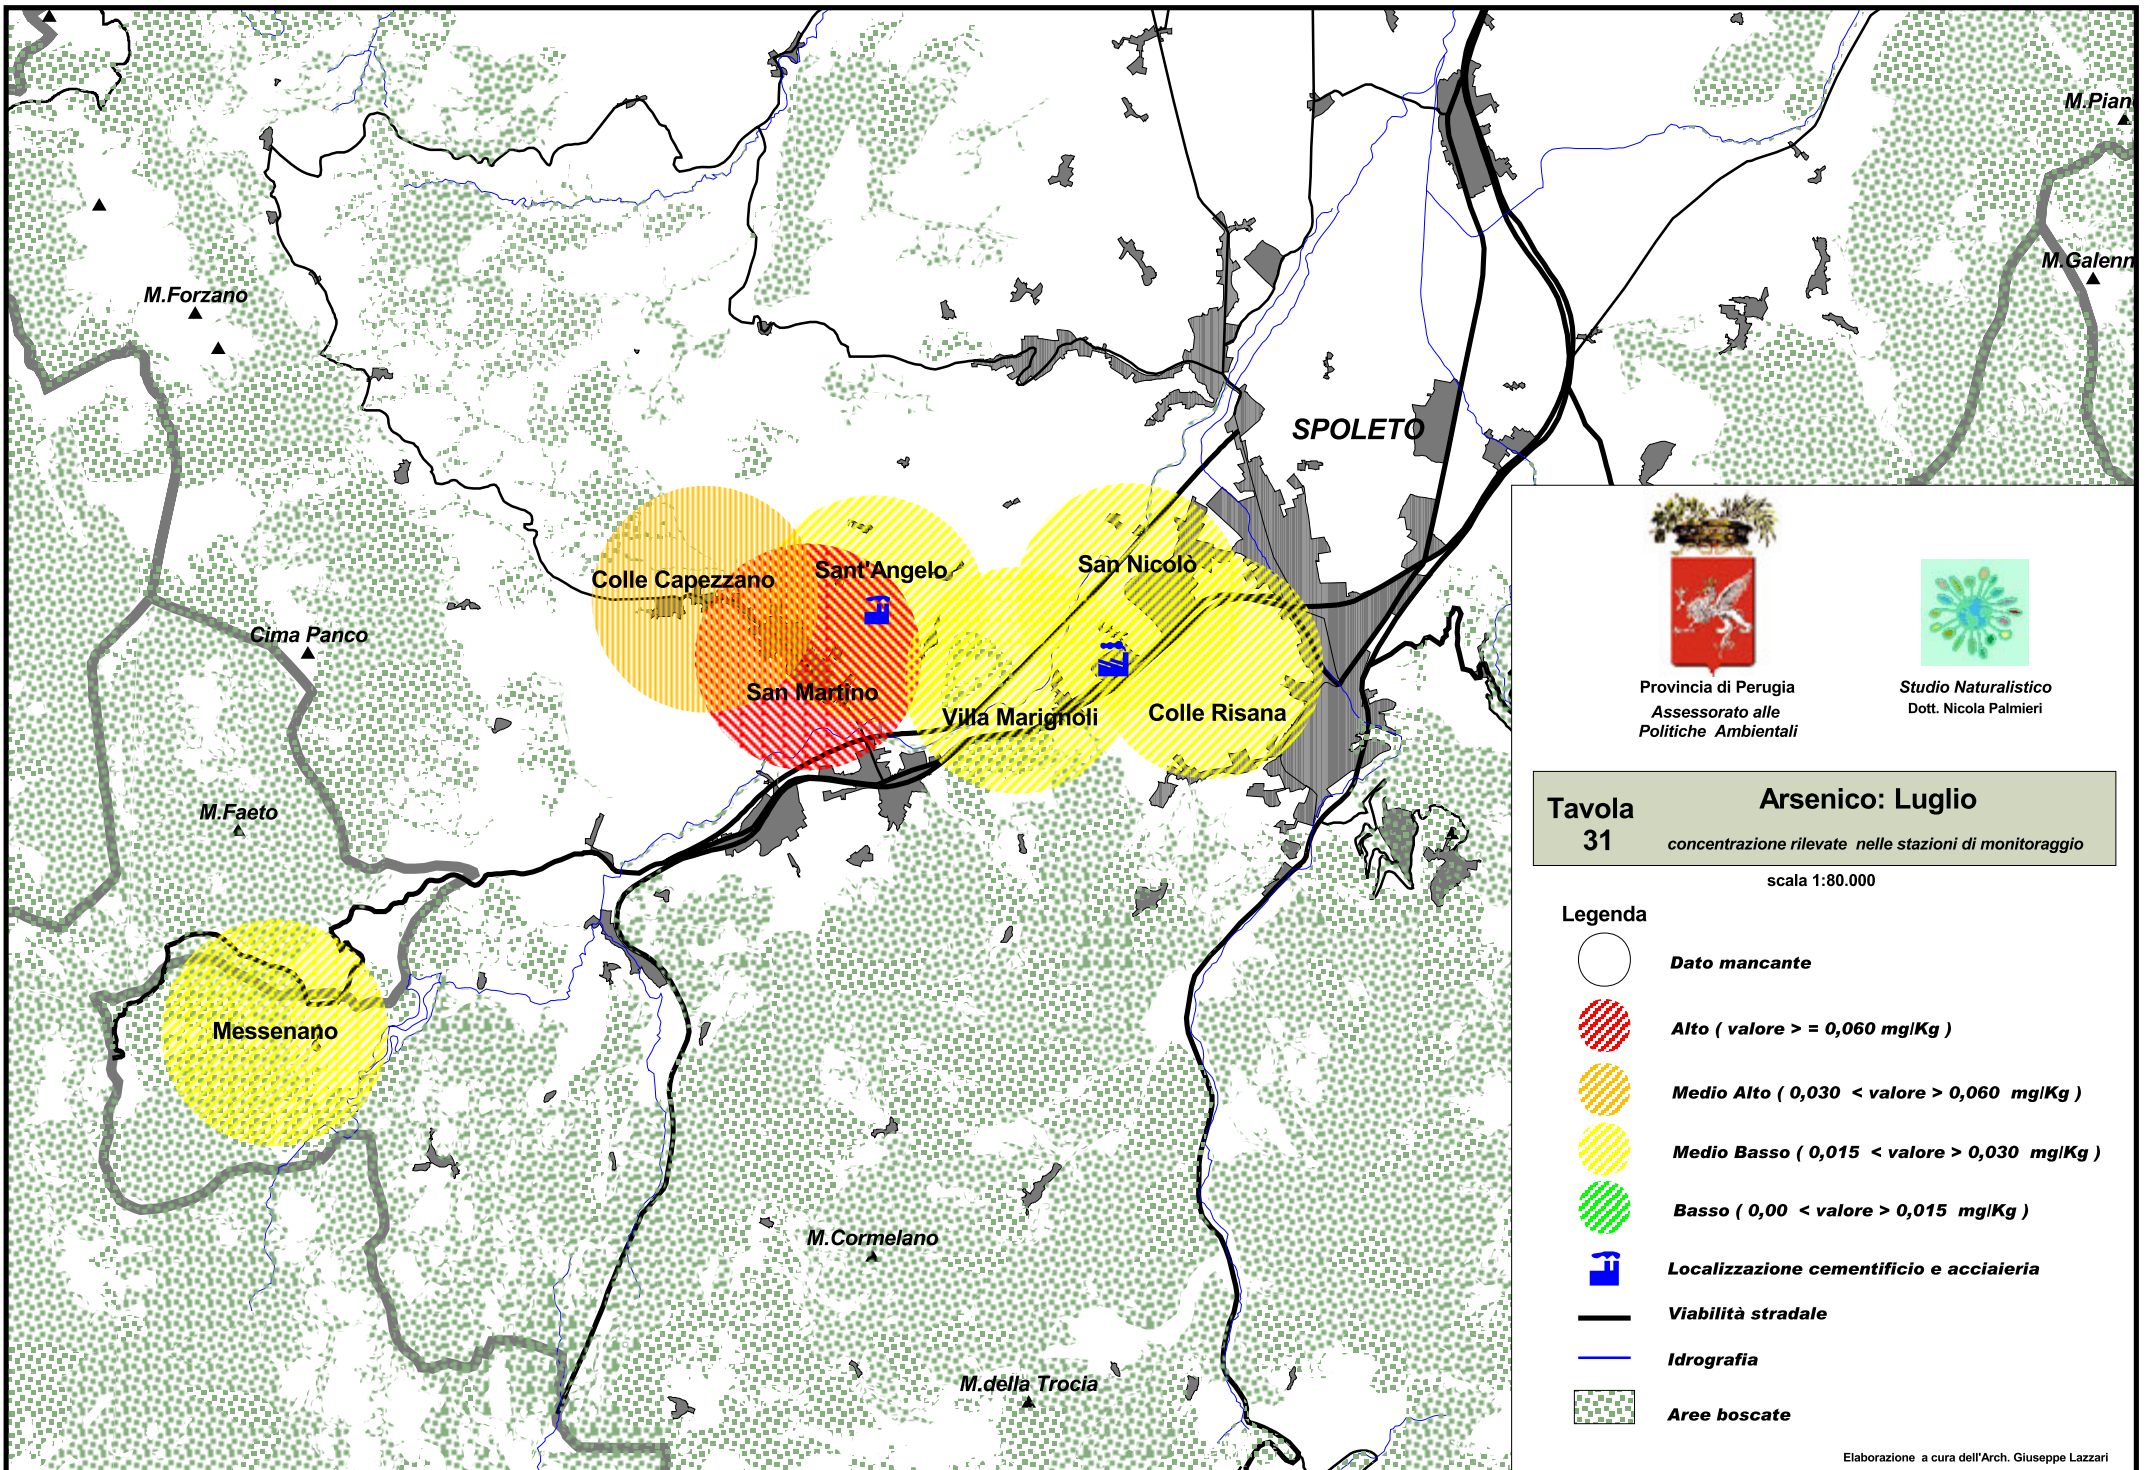 M.Pian
M.Galenn
M.Forzano
SPOLETO
Colle Capezzano
Sant'Angelo
San Nicolò
Cima Panco
San Martino
Villa Marignoli
Colle Risana
M.Faeto
Messenano
M.Cormelano
M.della Trocia
Provincia di Perugia
Assessorato alle
Politiche Ambientali
Studio Naturalistico
Dott. Nicola Palmieri
Tavola
31
Arsenico: Luglio
concentrazione rilevate nelle stazioni di monitoraggio
scala 1:80.000
Legenda
Dato mancante
Alto ( valore > = 0,060 mg/Kg )
Medio Alto ( 0,030 < valore > 0,060 mg/Kg )
Medio Basso ( 0,015 < valore > 0,030 mg/Kg )
Basso ( 0,00 < valore > 0,015 mg/Kg )
Localizzazione cementificio e acciaieria
Viabilità stradale
Idrografia
Aree boscate
Elaborazione a cura dell'Arch. Giuseppe Lazzari